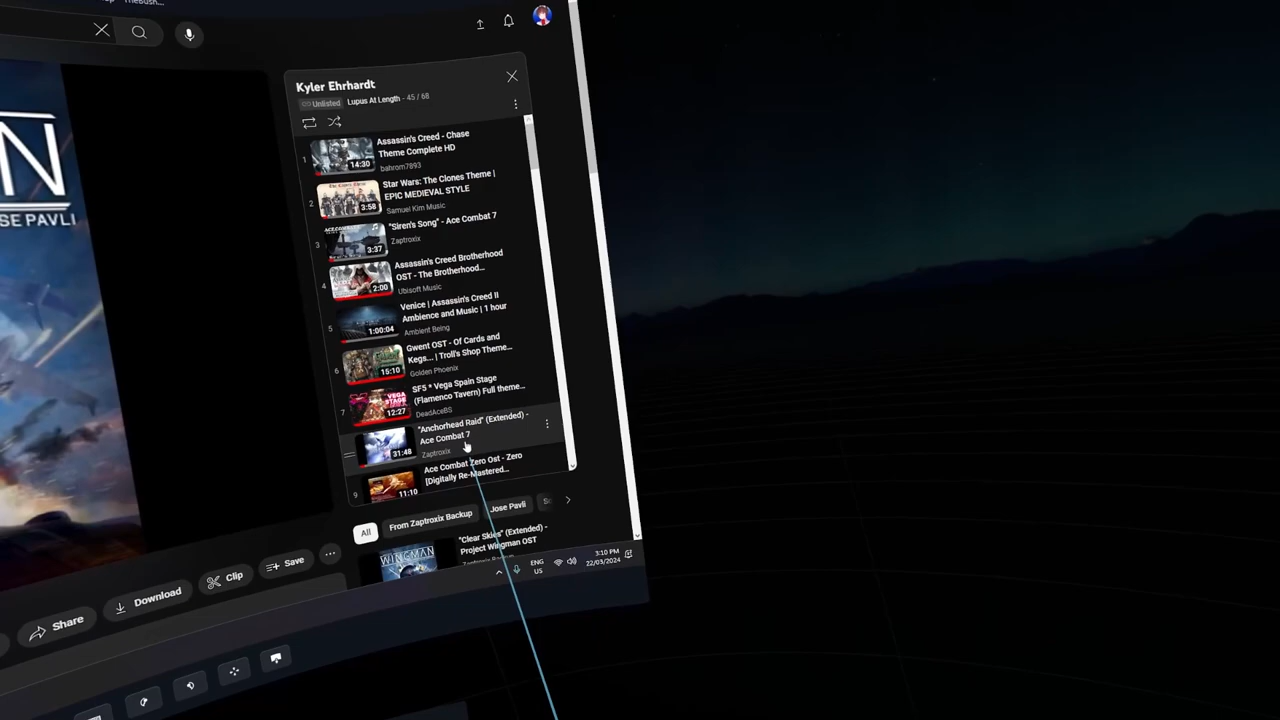 Kyler Ehrhardt
Unlisted Lupus At Length - 45 / 68
N
SE PAVLI
1
14:30
Assassin's Creed - Chase
Theme Complete HD
bahrom7893
2
3:58
Star Wars: The Clones Theme |
EPIC MEDIEVAL STYLE
Samuel Kim Music
3
3:37
"Siren's Song" - Ace Combat 7
Zaptroxix
4
2:00
Assassin's Creed Brotherhood
OST - The Brotherhood...
Ubisoft Music
5
1:00:04
Venice | Assassin's Creed II
Ambience and Music | 1 hour
Ambient Being
6
15:10
Gwent OST - Of Cards and
Kegs... | Troll's Shop Theme...
Golden Phoenix
7
VEGA
STAGE
12:27
SF5 * Vega Spain Stage
(Flamenco Tavern) Full theme...
DeadAceBS
31:48
"Anchorhead Raid" (Extended) -
Ace Combat 7
Zaptroxix
9
11:10
Ace Combat Zero Ost - Zero
[Digitally Re-Mastered...
All
From Zaptroxix Backup
Jose Pavli
WINGMAN
"Clear Skies" (Extended) -
Project Wingman OST
Share
Download
Clip
Save
ENG
US
3:10 PM
22/03/2024